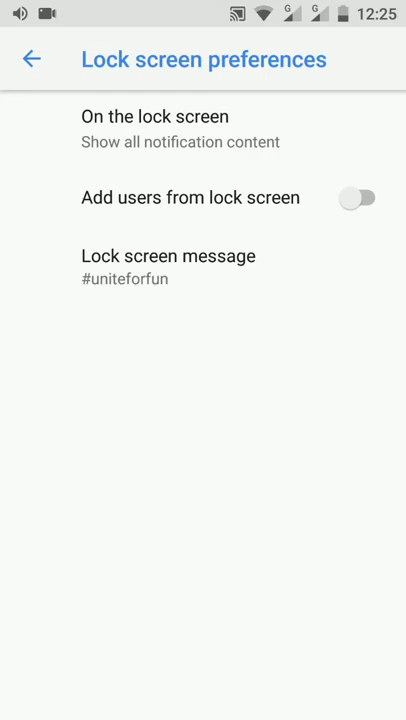 G G 12:25
Lock screen preferences
On the lock screen
Show all notification content
Add users from lock screen
Lock screen message
#uniteforfun